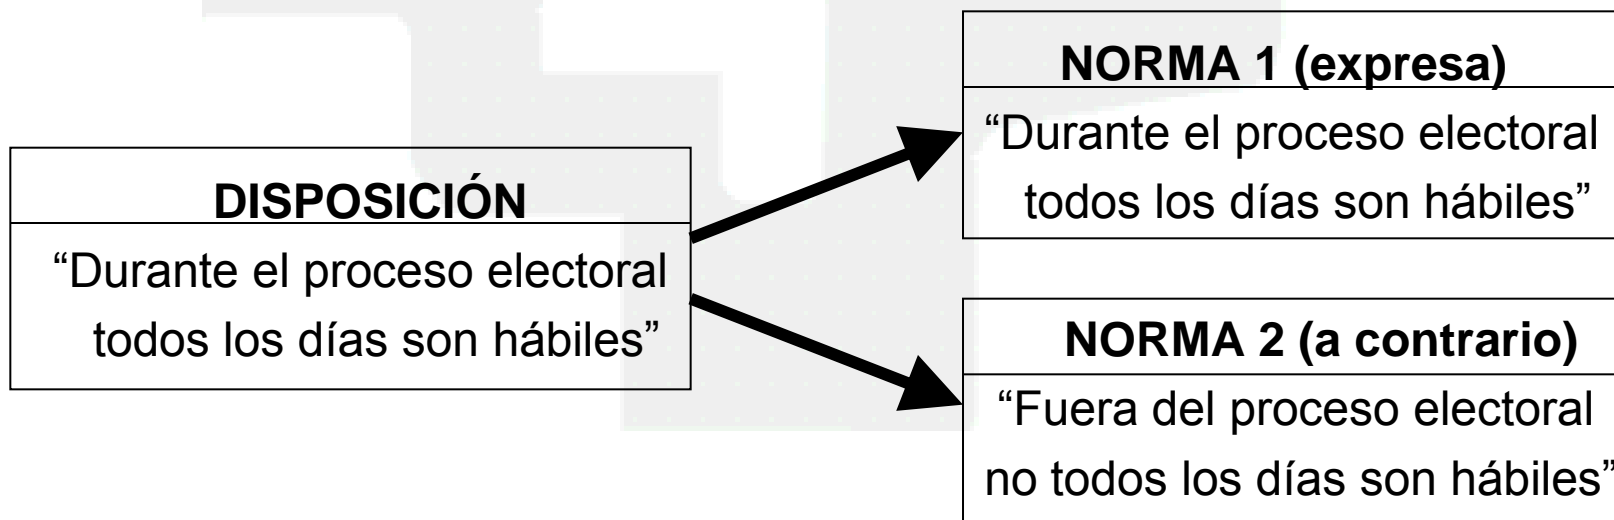 DISPOSICIÓN
“Durante el proceso electoral
todos los días son hábiles”
NORMA 1 (expresa)
“Durante el proceso electoral
todos los días son hábiles”
NORMA 2 (a contrario)
“Fuera del proceso electoral
no todos los días son hábiles”